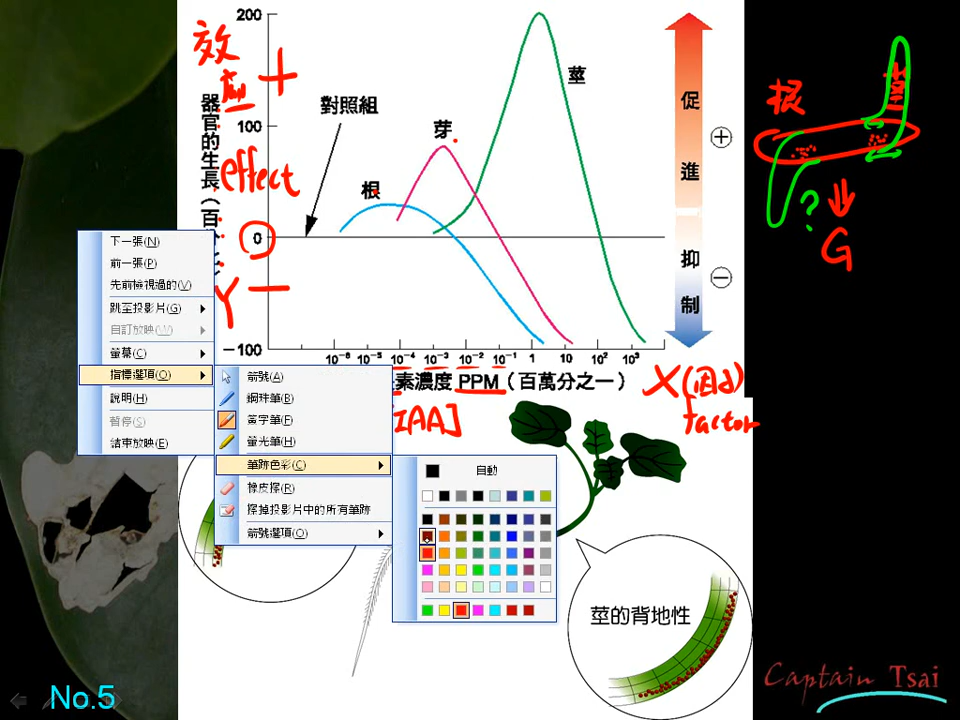 200
100
0
-100
器官的生長(百分
效
應
+
effect
0
Y
-
對照組
根
芽
莖
促
進
抑
制
+
-
10⁻⁶ 10⁻⁵ 10⁻⁴ 10⁻³ 10⁻² 10⁻¹ 1 10 10² 10³
素濃度 PPM(百萬分之一)
IAA]
X(因d)
factor
根
莖
?
G
下一張(N)
前一張(P)
先前檢視過的(V)
跳至投影片(G)
自訂放映(W)
螢幕(C)
指標選項(O)
說明(H)
暫停(S)
結束放映(E)
箭號(A)
鋼珠筆(B)
簽字筆(F)
螢光筆(H)
筆跡色彩(C)
橡皮擦(R)
擦掉投影片中的所有筆跡
箭號選項(O)
自動
莖的背地性
No.5
Captain Tsai